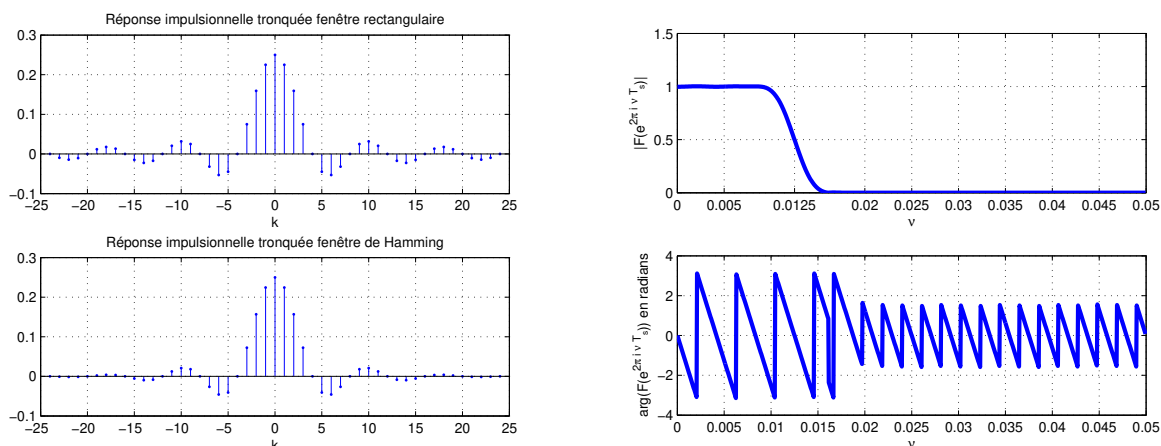 Réponse impulsionnelle tronquée fenêtre rectangulaire
0.3
0.2
0.1
0
−0.1
−25 −20 −15 −10 −5 0 5 10 15 20 25
k
Réponse impulsionnelle tronquée fenêtre de Hamming
0.3
0.2
0.1
0
−0.1
−25 −20 −15 −10 −5 0 5 10 15 20 25
k
1.5
1
0.5
0
|F(e^{2π i ν T_s})|
0 0.005 0.0125 0.02 0.025 0.03 0.035 0.04 0.045 0.05
ν
4
2
0
−2
−4
arg(F(e^{2π i ν T_s})) en radians
0 0.005 0.01 0.015 0.02 0.025 0.03 0.035 0.04 0.045 0.05
ν